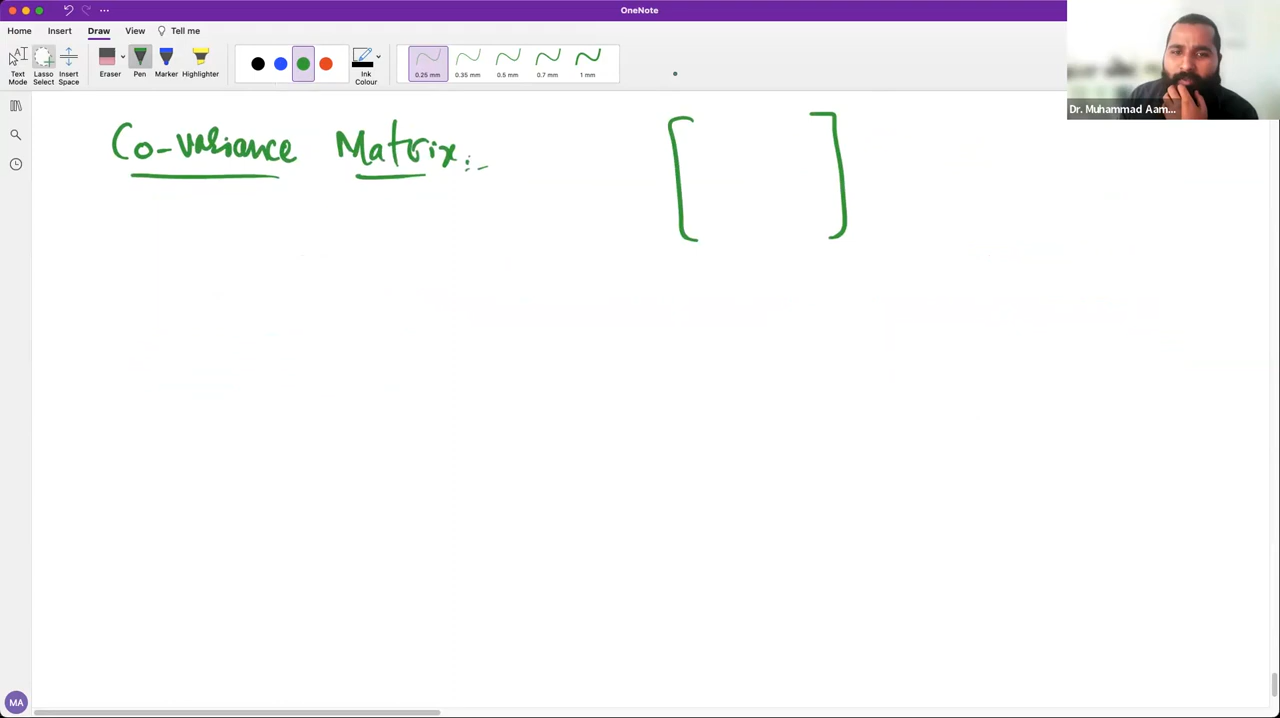 OneNote
Home Insert Draw View Tell me
Text Mode Lasso Select Insert Space Eraser Pen Marker Highlighter Ink Colour 0.25 mm 0.35 mm 0.5 mm 0.7 mm 1 mm
Dr. Muhammad Aam...
Co-variance Matrix:-
MA